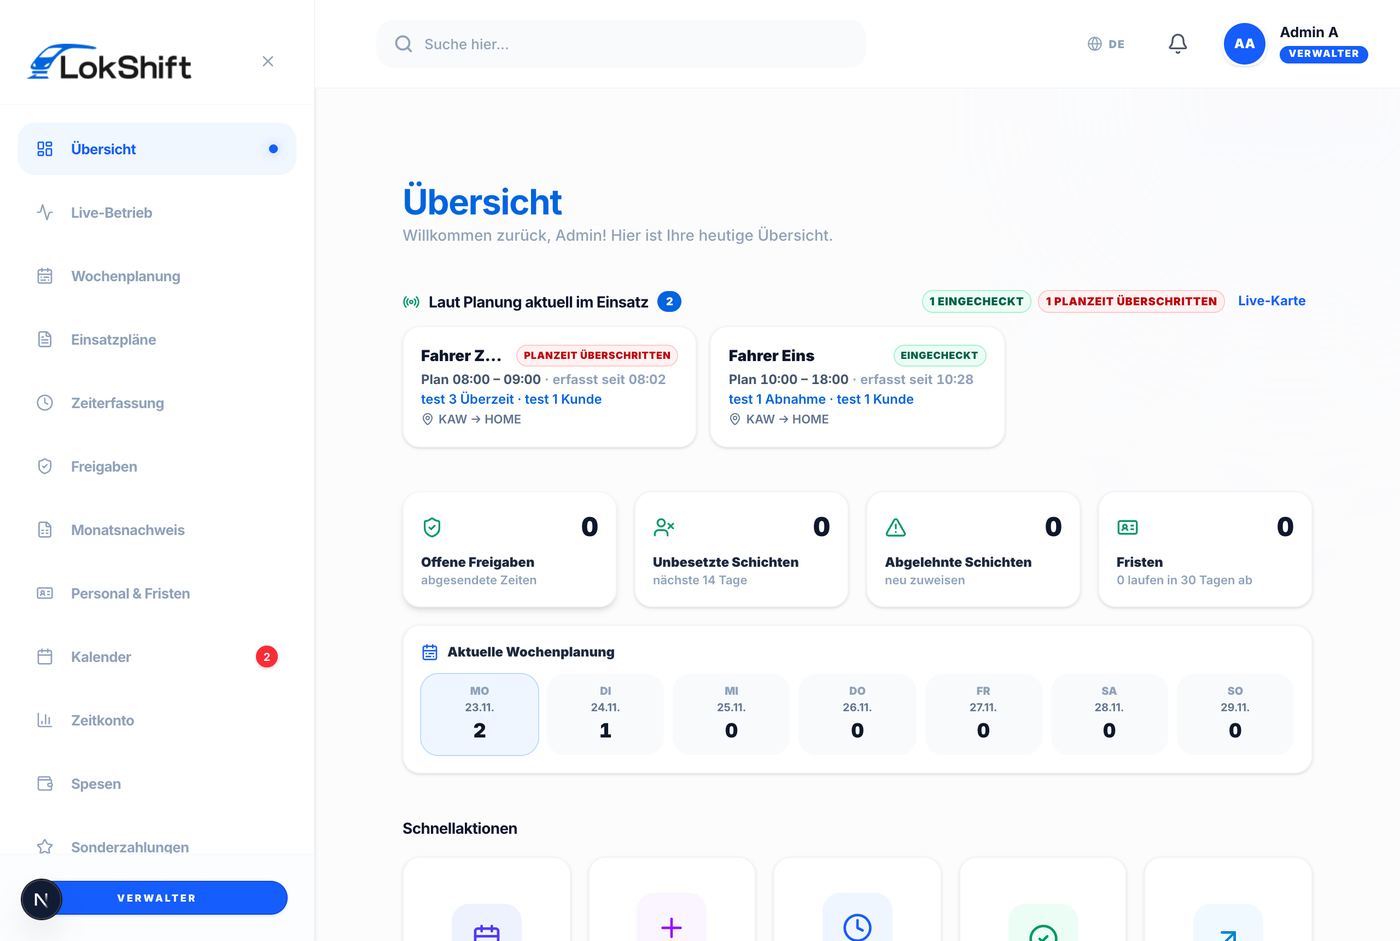 LokShift
Suche hier...
DE
AA
Admin A
VERWALTER
Übersicht
Live-Betrieb
Wochenplanung
Einsatzpläne
Zeiterfassung
Freigaben
Monatsnachweis
Personal & Fristen
Kalender
2
Zeitkonto
Spesen
Sonderzahlungen
N
VERWALTER
Übersicht
Willkommen zurück, Admin! Hier ist Ihre heutige Übersicht.
Laut Planung aktuell im Einsatz 2
1 EINGECHECKT
1 PLANZEIT ÜBERSCHRITTEN
Live-Karte
Fahrer Z...
PLANZEIT ÜBERSCHRITTEN
Plan 08:00 – 09:00 · erfasst seit 08:02
test 3 Überzeit · test 1 Kunde
KAW → HOME
Fahrer Eins
EINGECHECKT
Plan 10:00 – 18:00 · erfasst seit 10:28
test 1 Abnahme · test 1 Kunde
KAW → HOME
0
Offene Freigaben
abgesendete Zeiten
0
Unbesetzte Schichten
nächste 14 Tage
0
Abgelehnte Schichten
neu zuweisen
0
Fristen
0 laufen in 30 Tagen ab
Aktuelle Wochenplanung
MO
23.11.
2
DI
24.11.
1
MI
25.11.
0
DO
26.11.
0
FR
27.11.
0
SA
28.11.
0
SO
29.11.
0
Schnellaktionen